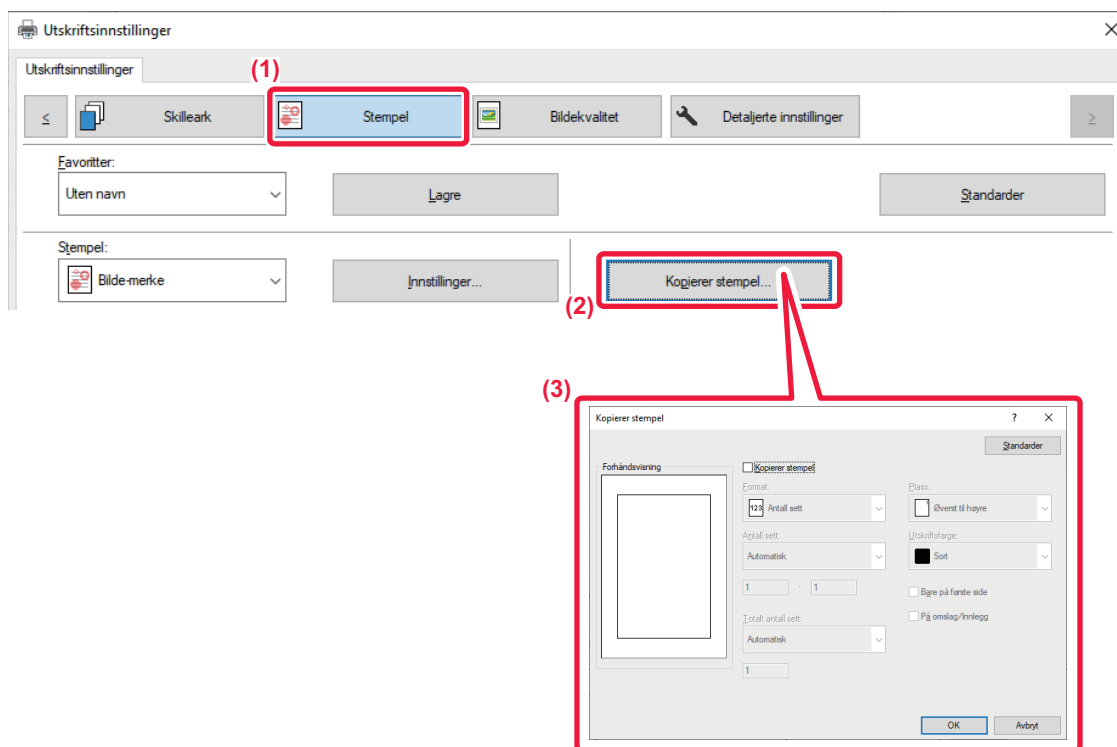 Utskriftsinnstillinger
Utskriftsinnstillinger
(1)
< Skilleark Stempel Bildekvalitet Detaljerte innstillinger >
Favoritter:
Uten navn Lagre Standarder
Stempel:
Bilde-merke Innstillinger... Kopierer stempel...
(2)
(3)
Kopierer stempel ?
Standarder
Forhåndsvisning Kopierer stempel
Format: Plass.:
123 Antall sett Øverst til høyre
Antall sett: Utskriftsfarge:
Automatisk Sort
1 - 1 Bare på første side
Totalt antall sett: På omslag/Innlegg
Automatisk
1
OK Avbryt